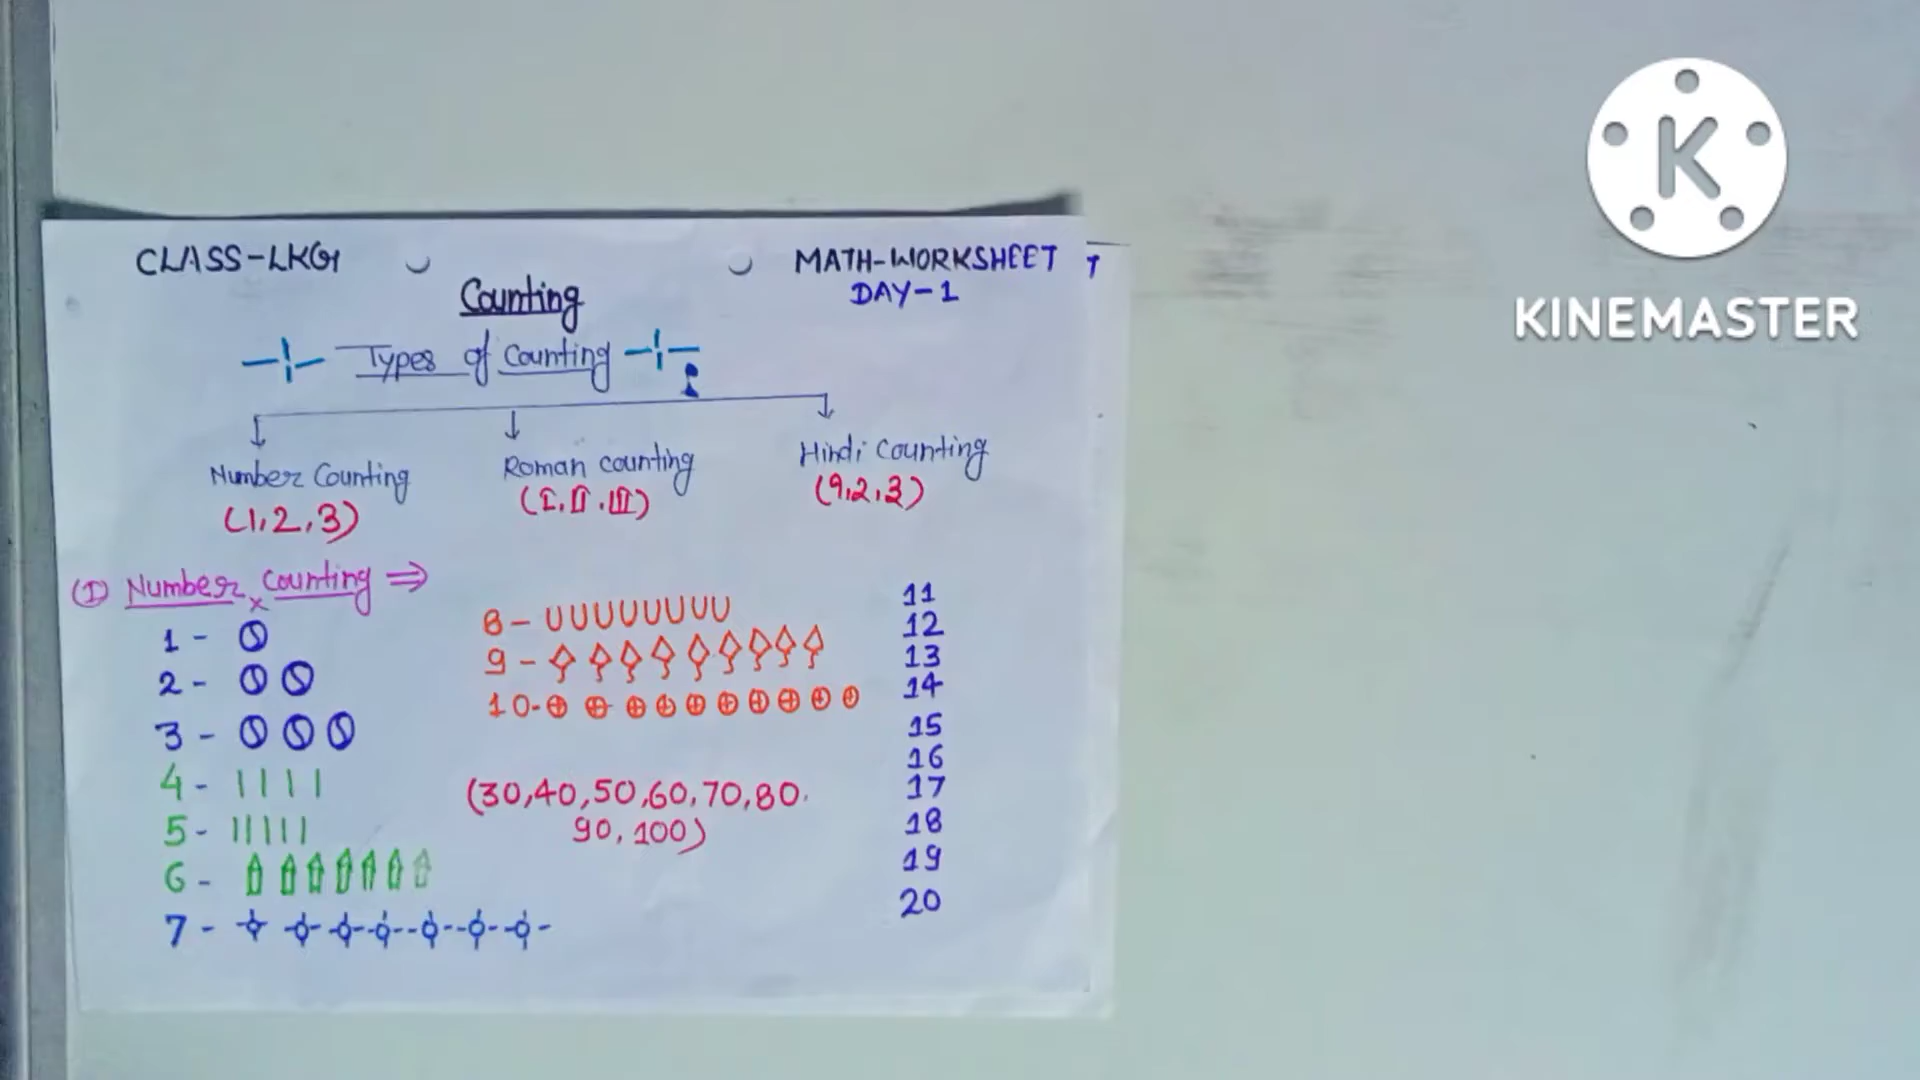 CLASS-LKG
MATH-WORKSHEET
DAY-1
Counting
Types of Counting
Number Counting
(1,2,3)
Roman counting
(I,II,III)
Hindi Counting
(१,२,३)
(I) Number Counting ⇒
1 -
2 -
3 -
4 - ||||
5 - |||||
6 -
7 -
8 - UUUUUUUU
9 -
10 -
(30,40,50,60,70,80.
90,100)
11
12
13
14
15
16
17
18
19
20
K
KINEMASTER